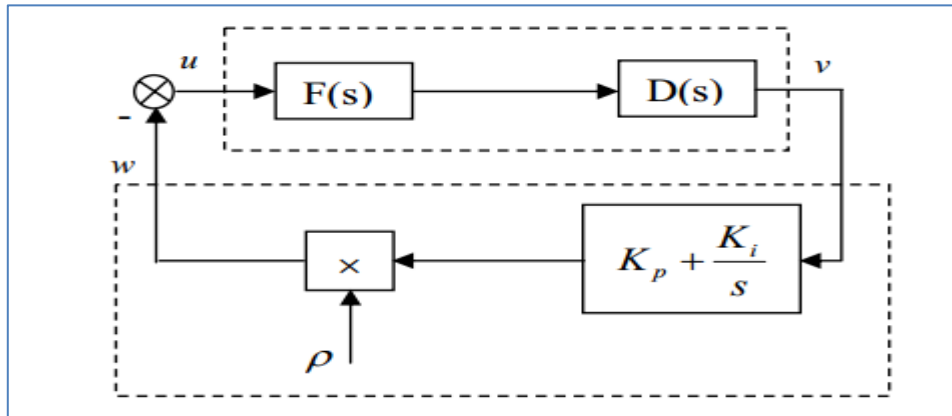 u
v
F(s)
D(s)
-
w
×
K_p + K_i/s
ρ